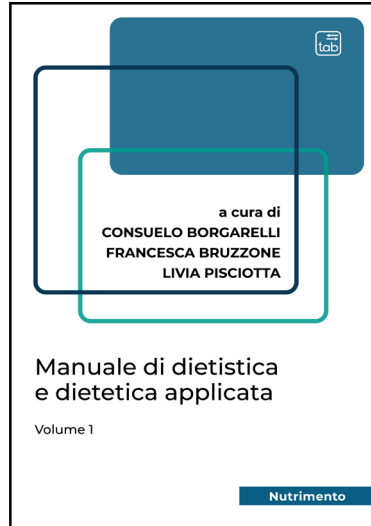 tab
a cura di
CONSUELO BORGARELLI
FRANCESCA BRUZZONE
LIVIA PISCIOTTA
Manuale di dietistica
e dietetica applicata
Volume 1
Nutrimento